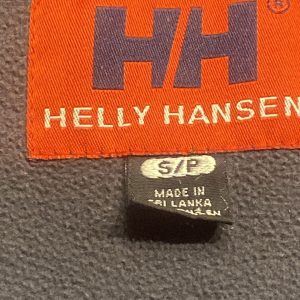 HH®
HELLY HANSEN
S/P
MADE IN
SRI LANKA